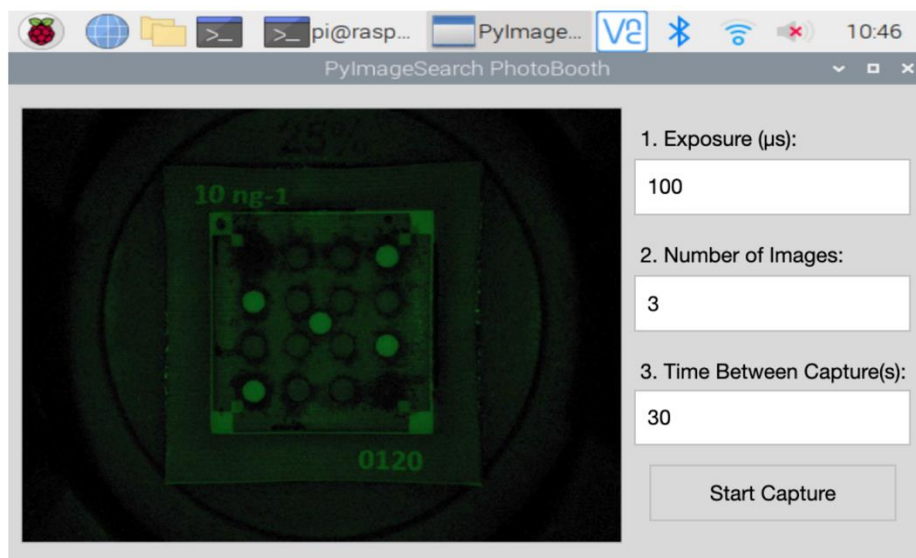 >_ >_ pi@rasp... PyImage... V2 10:46
PyImageSearch PhotoBooth
25%
10 ng-1
0120
1. Exposure (µs):
100
2. Number of Images:
3
3. Time Between Capture(s):
30
Start Capture